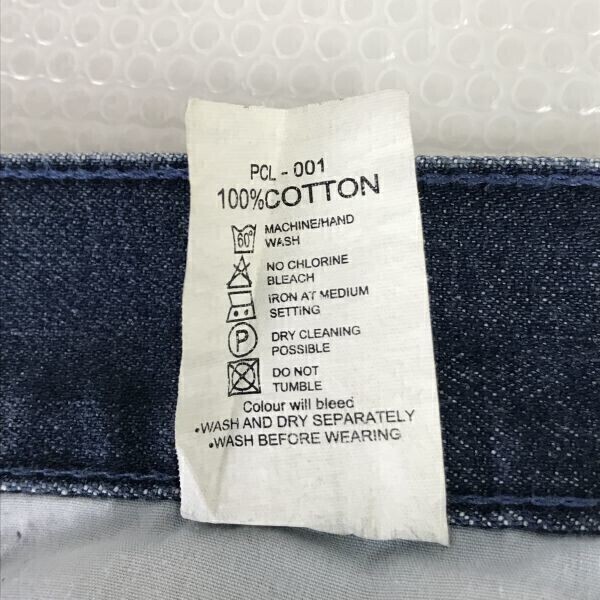 PCL - 001
100%COTTON
60°
MACHINE/HAND
WASH
NO CHLORINE
BLEACH
IRON AT MEDIUM
SETTING
P
DRY CLEANING
POSSIBLE
DO NOT
TUMBLE
Colour will bleed
•WASH AND DRY SEPARATELY
•WASH BEFORE WEARING